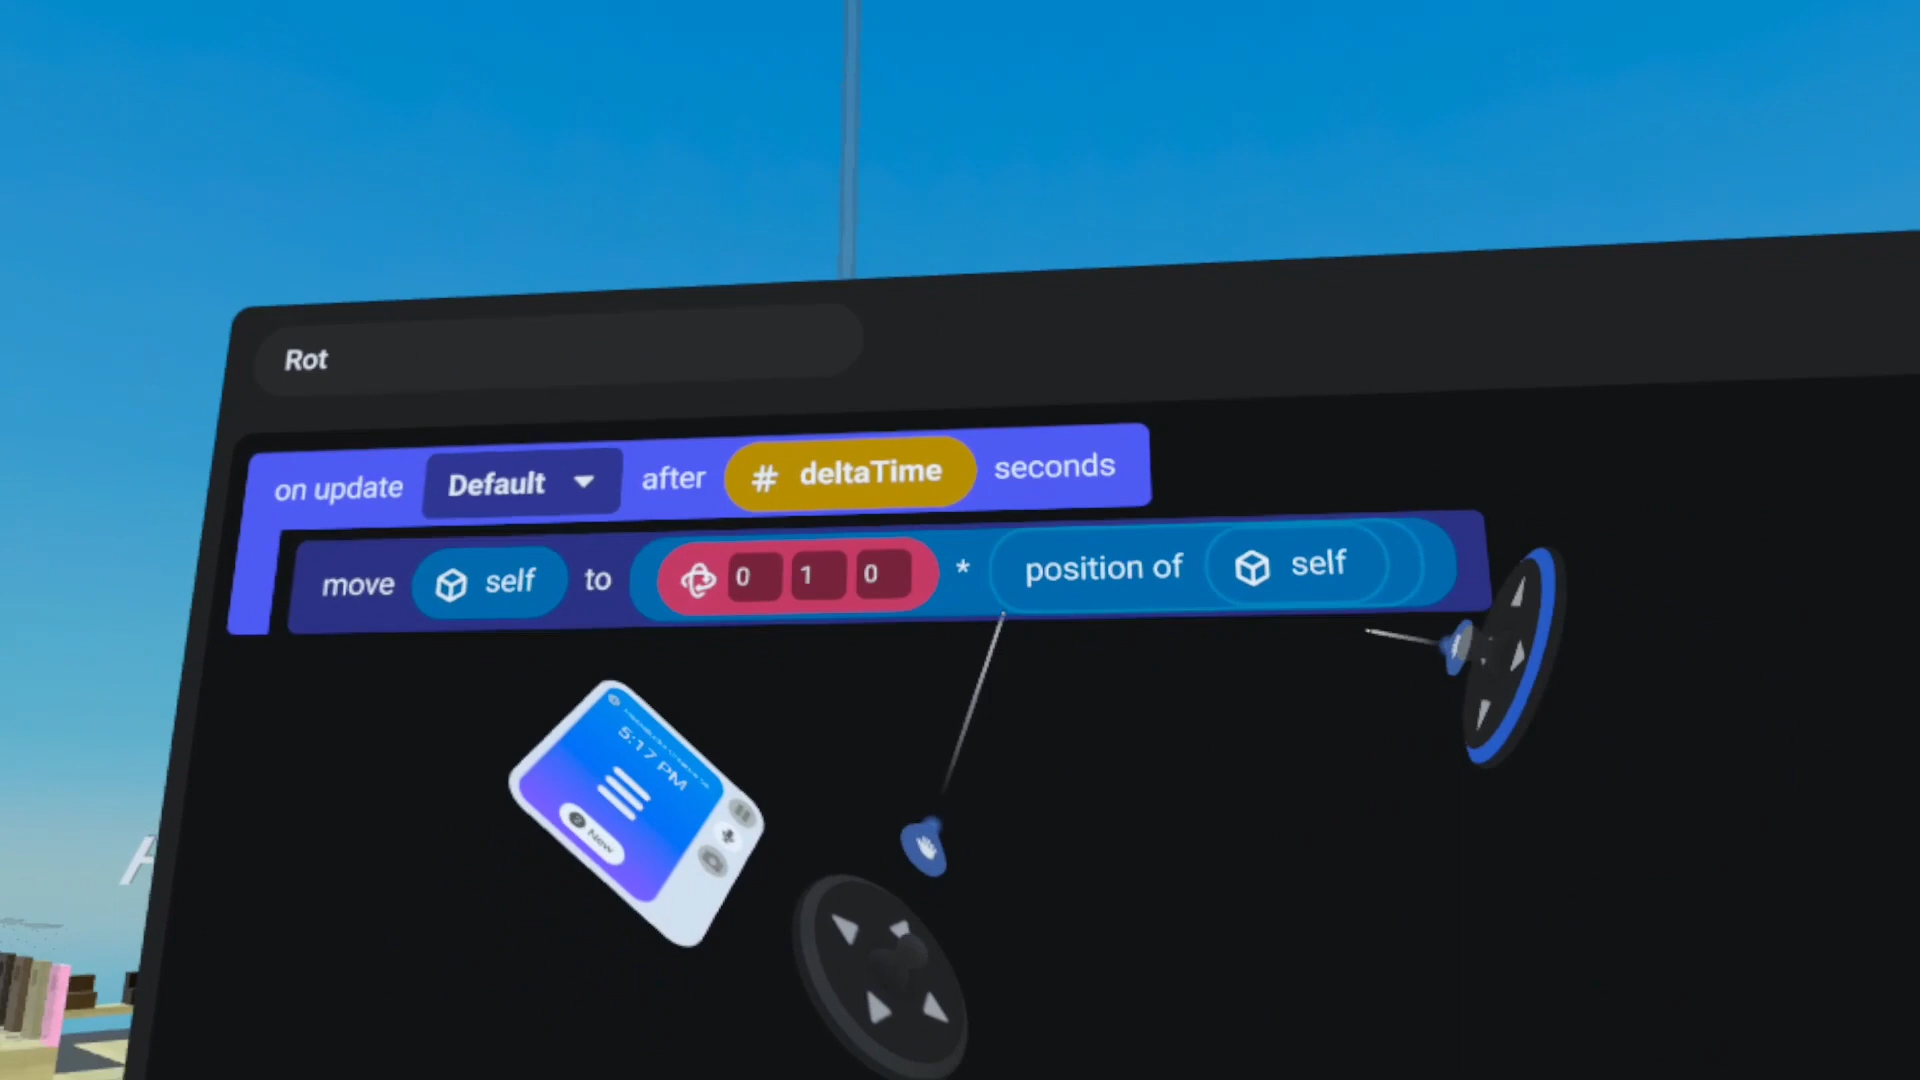 Rot
on update Default after # deltaTime seconds
move self to 0 1 0 * position of self
5:17 PM
New
A